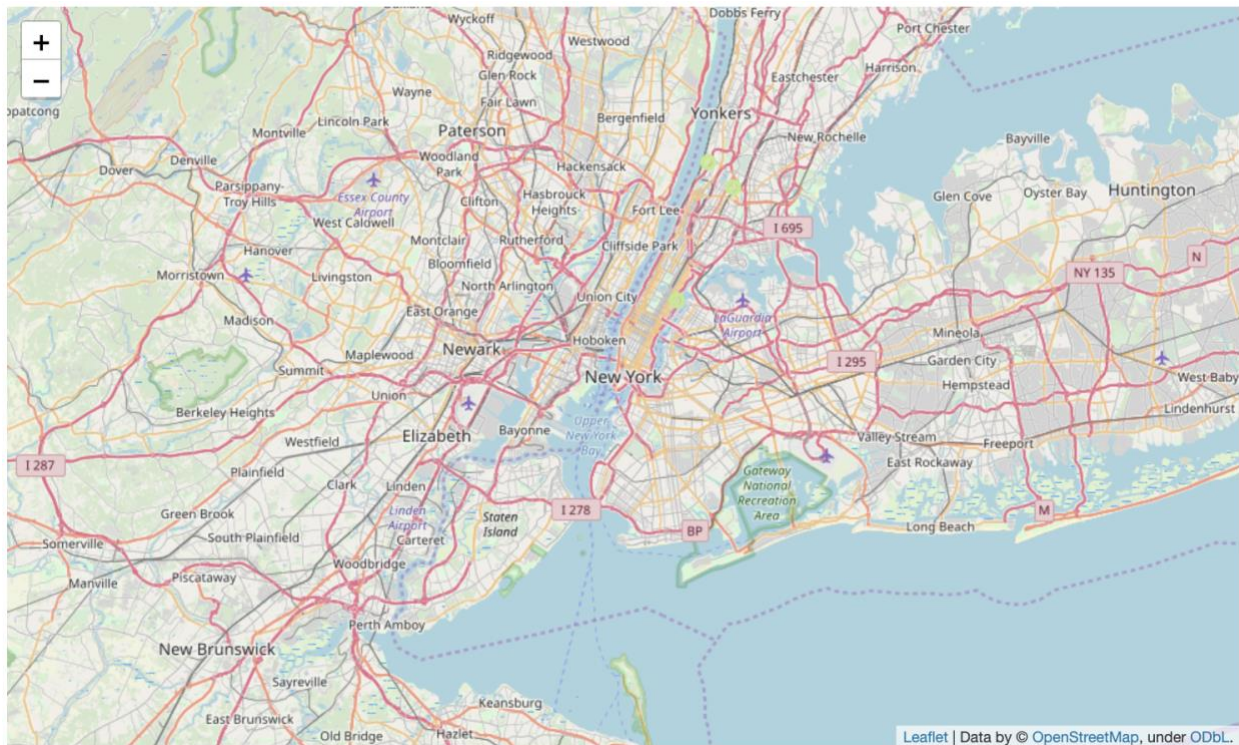 Wyckoff
Dobbs Ferry
Port Chester
+
Westwood
Ridgewood
Harrison
−
Glen Rock
Eastchester
Wayne
Fair Lawn
opatcong
Lincoln Park
Bergenfield
Yonkers
Montville
Paterson
New Rochelle
Bayville
Denville
Woodland
Park
Hackensack
Dover
Parsippany-
Troy Hills
Essex County
Airport
Hasbrouck
Heights
Glen Cove
Oyster Bay
Huntington
Clifton
Fort Lee
West Caldwell
I 695
Montclair
Rutherford
Cliffside Park
Hanover
Bloomfield
N
Morristown
Livingston
North Arlington
NY 135
Union City
East Orange
LaGuardia
Airport
Madison
Mineola
Hoboken
Maplewood
Newark
Garden City
I 295
Summit
New York
West Baby
Union
Hempstead
Berkeley Heights
Lindenhurst
Upper
New York
Bay
Bayonne
Elizabeth
Valley Stream
Freeport
Westfield
East Rockaway
I 287
Plainfield
Gateway
National
Recreation
Area
Clark
Linden
I 278
M
Green Brook
Linden
Airport
Staten
Island
Long Beach
BP
South Plainfield
Carteret
Somerville
Woodbridge
Manville
Piscataway
Perth Amboy
New Brunswick
Sayreville
Keansburg
East Brunswick
Old Bridge
Hazlet
Leaflet | Data by © OpenStreetMap, under ODbL.